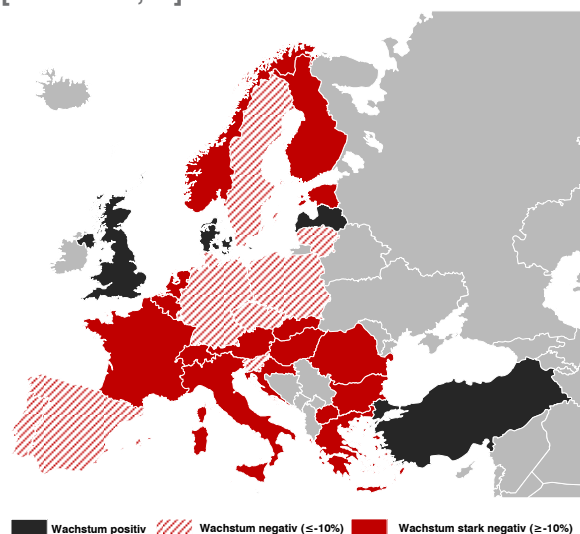 Wachstum positiv
Wachstum negativ (≤-10%)
Wachstum stark negativ (≥-10%)